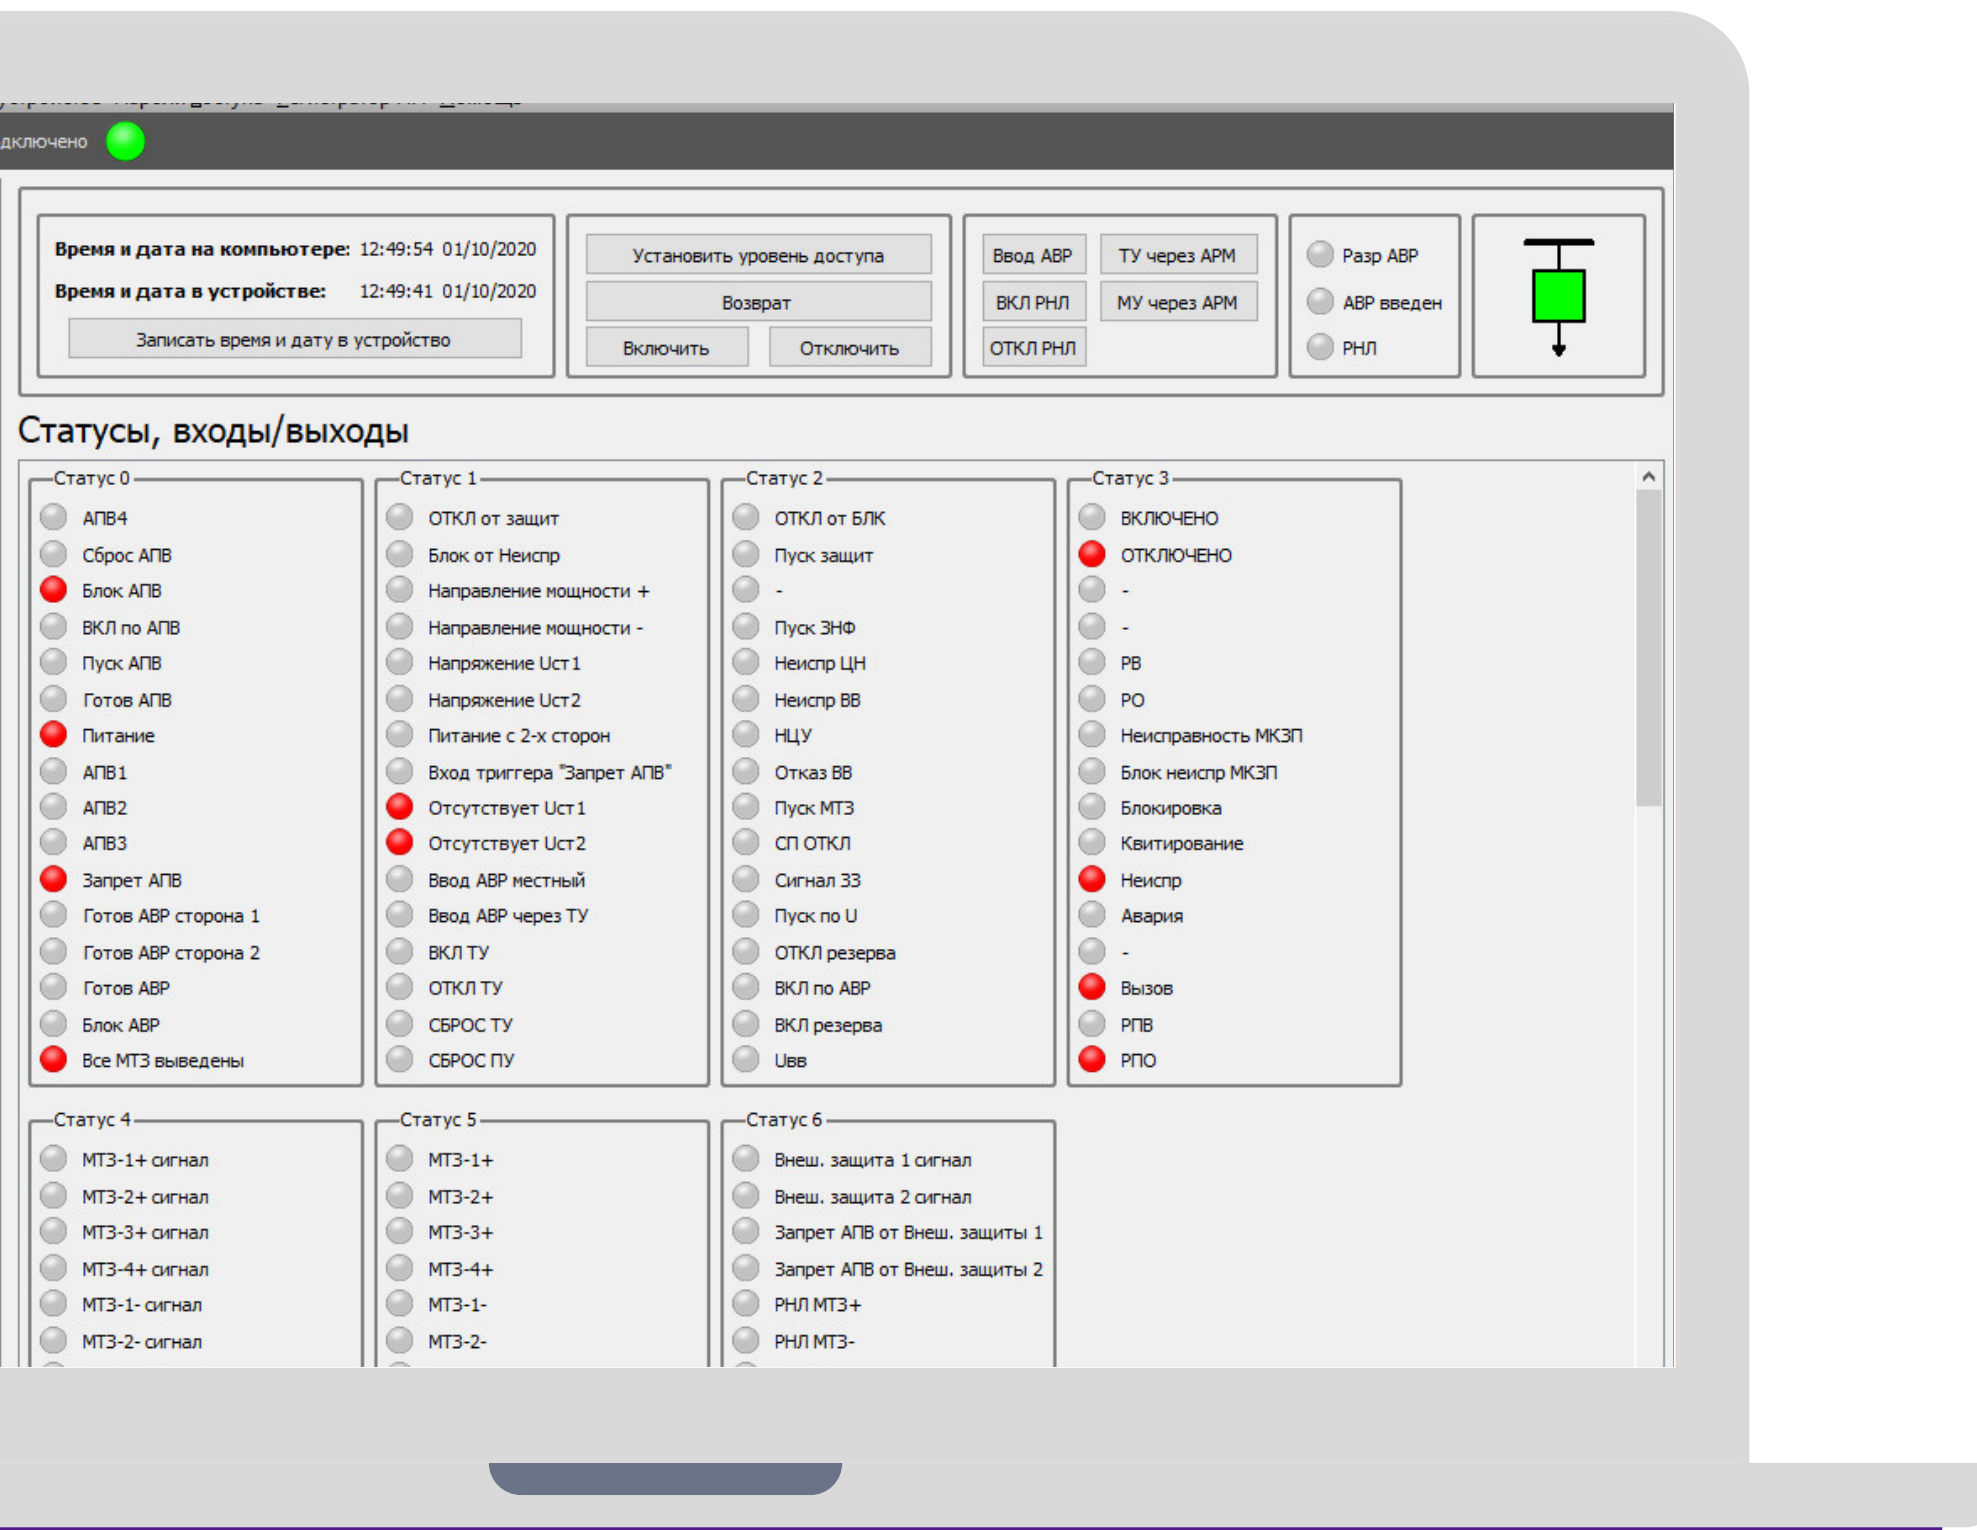 дключено
Время и дата на компьютере: 12:49:54 01/10/2020
Время и дата в устройстве: 12:49:41 01/10/2020
Записать время и дату в устройство
Установить уровень доступа
Возврат
Включить
Отключить
Ввод АВР
ТУ через АРМ
ВКЛ РНЛ
МУ через АРМ
ОТКЛ РНЛ
Разр АВР
АВР введен
РНЛ
Статусы, входы/выходы
Статус 0
АПВ4
Сброс АПВ
Блок АПВ
ВКЛ по АПВ
Пуск АПВ
Готов АПВ
Питание
АПВ1
АПВ2
АПВ3
Запрет АПВ
Готов АВР сторона 1
Готов АВР сторона 2
Готов АВР
Блок АВР
Все МТЗ выведены
Статус 1
ОТКЛ от защит
Блок от Неиспр
Направление мощности +
Направление мощности -
Напряжение Uст1
Напряжение Uст2
Питание с 2-х сторон
Вход триггера "Запрет АПВ"
Отсутствует Uст1
Отсутствует Uст2
Ввод АВР местный
Ввод АВР через ТУ
ВКЛ ТУ
ОТКЛ ТУ
СБРОС ТУ
СБРОС ПУ
Статус 2
ОТКЛ от БЛК
Пуск защит
-
Пуск ЗНФ
Неиспр ЦН
Неиспр ВВ
НЦУ
Отказ ВВ
Пуск МТЗ
СП ОТКЛ
Сигнал ЗЗ
Пуск по U
ОТКЛ резерва
ВКЛ по АВР
ВКЛ резерва
Uвв
Статус 3
ВКЛЮЧЕНО
ОТКЛЮЧЕНО
-
-
РВ
РО
Неисправность МКЗП
Блок неиспр МКЗП
Блокировка
Квитирование
Неиспр
Авария
-
Вызов
РПВ
РПО
Статус 4
МТЗ-1+ сигнал
МТЗ-2+ сигнал
МТЗ-3+ сигнал
МТЗ-4+ сигнал
МТЗ-1- сигнал
МТЗ-2- сигнал
Статус 5
МТЗ-1+
МТЗ-2+
МТЗ-3+
МТЗ-4+
МТЗ-1-
МТЗ-2-
Статус 6
Внеш. защита 1 сигнал
Внеш. защита 2 сигнал
Запрет АПВ от Внеш. защиты 1
Запрет АПВ от Внеш. защиты 2
РНЛ МТЗ+
РНЛ МТЗ-